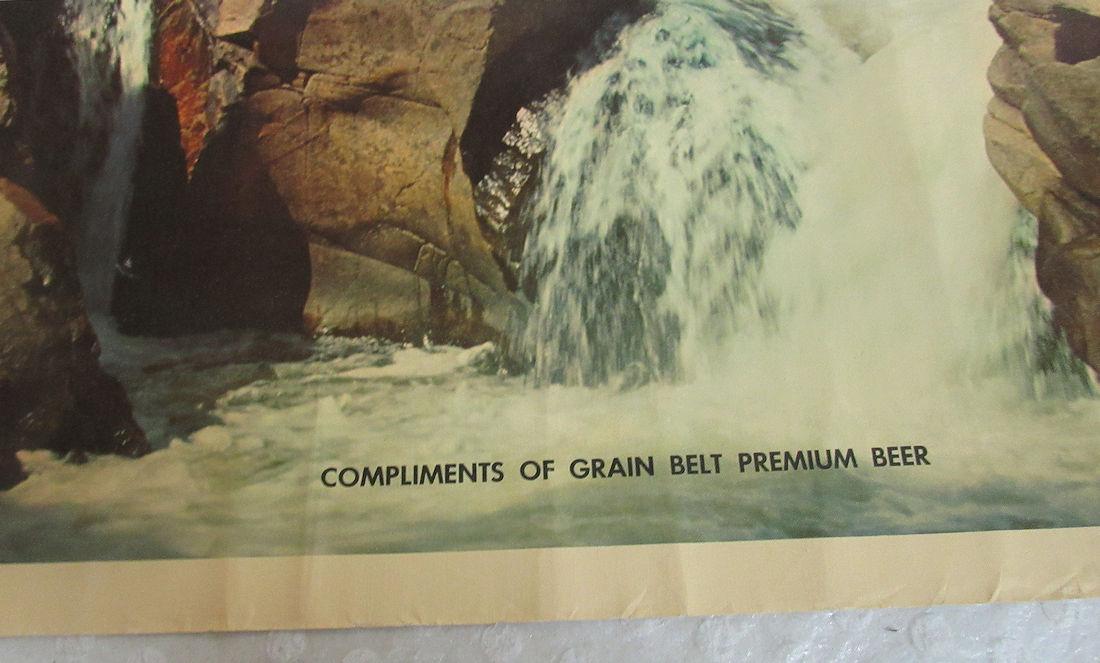 COMPLIMENTS OF GRAIN BELT PREMIUM BEER